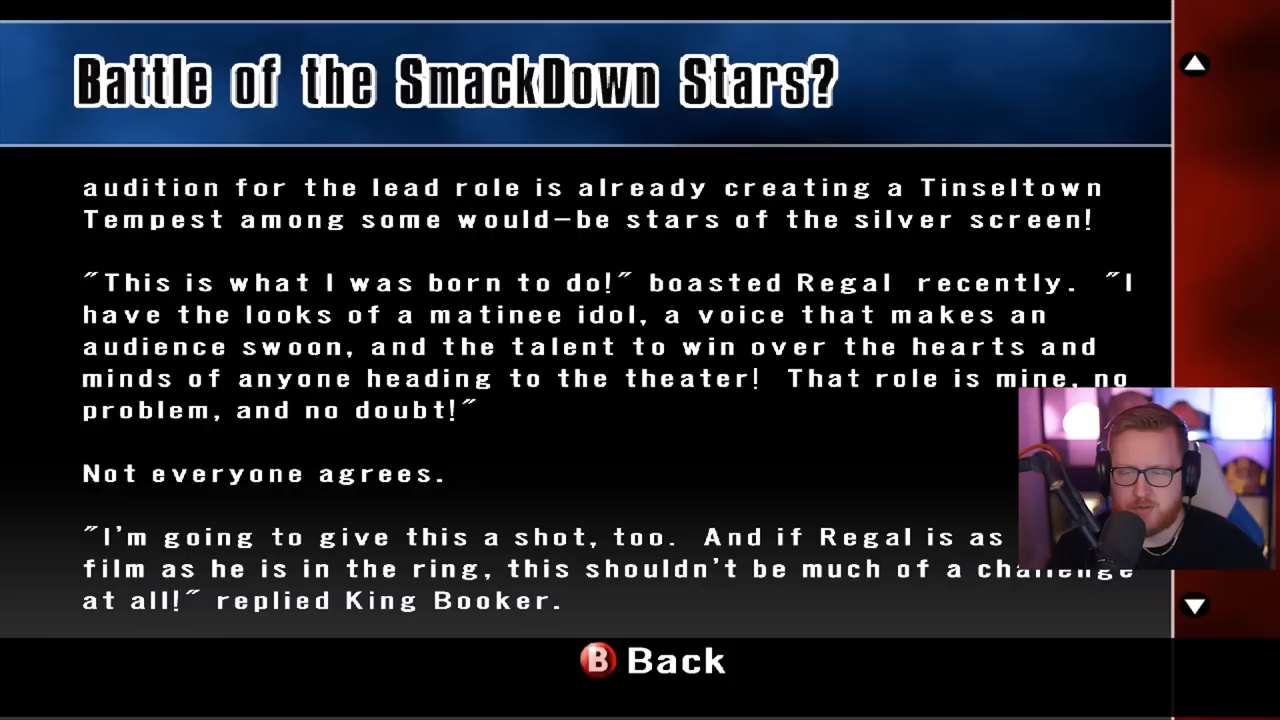 Battle of the SmackDown Stars?
audition for the lead role is already creating a Tinseltown
Tempest among some would-be stars of the silver screen!
"This is what I was born to do!" boasted Regal recently. "I
have the looks of a matinee idol, a voice that makes an
audience swoon, and the talent to win over the hearts and
minds of anyone heading to the theater! That role is mine, no
problem, and no doubt!"
Not everyone agrees.
"I'm going to give this a shot, too. And if Regal is as
film as he is in the ring, this shouldn't be much of a challenge
at all!" replied King Booker.
B Back